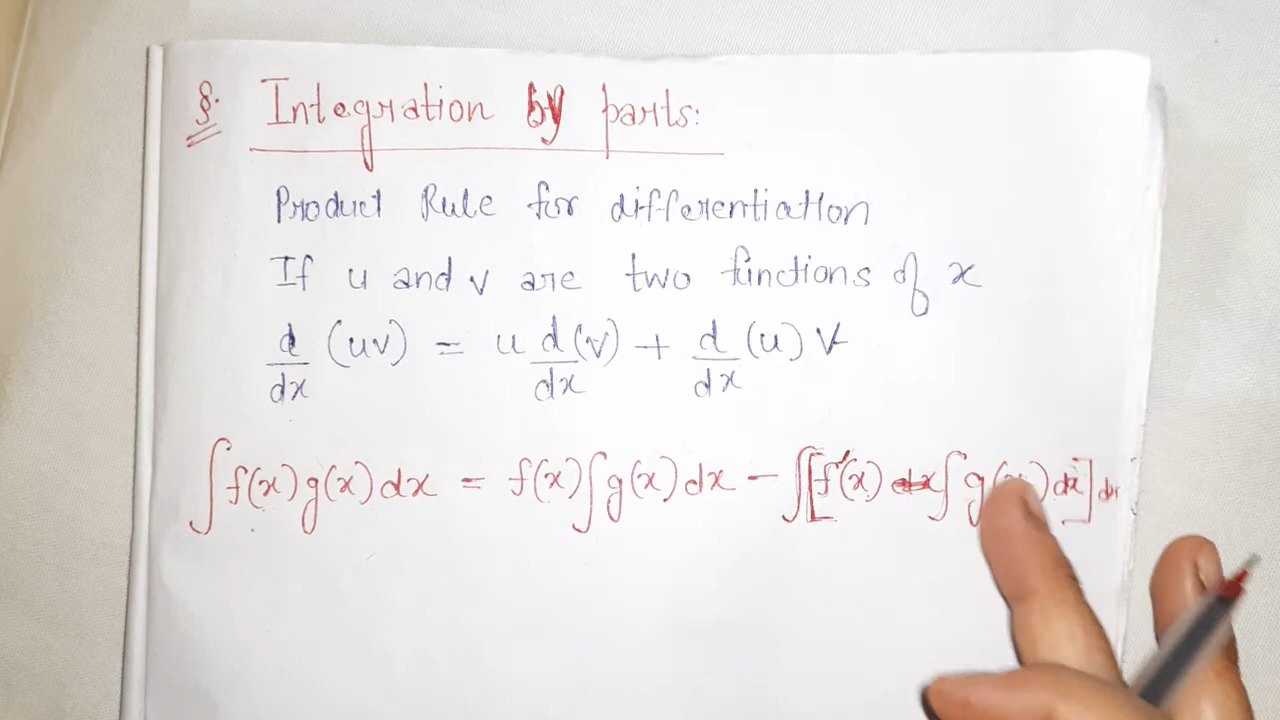 §. Integration by parts:
Product Rule for differentiation
If u and v are two functions of x
d/dx (uv) = u d(v)/dx + d/dx (u) v
∫f(x)g(x)dx = f(x)∫g(x)dx − ∫[f'(x) ∫g(x)dx]dx